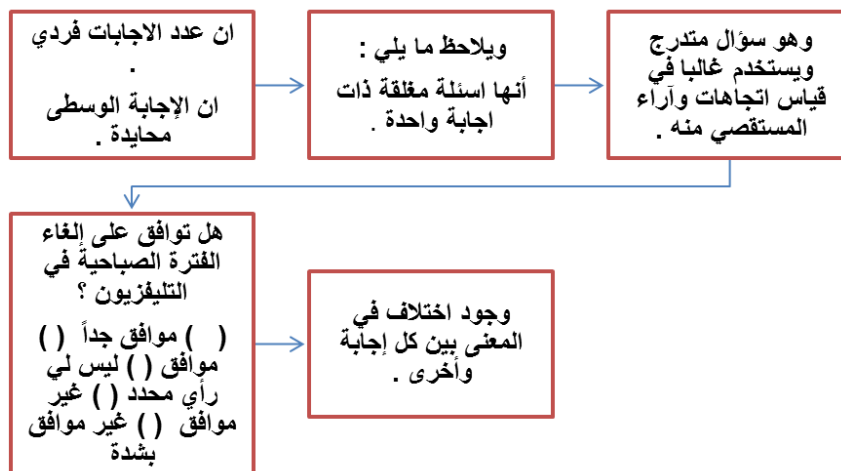 ان عدد الاجابات فردي
.
ان الإجابة الوسطى
محايدة .
ويلاحظ ما يلي :
أنها اسئلة مغلقة ذات
اجابة واحدة .
وهو سؤال متدرج
ويستخدم غالبا في
قياس اتجاهات وآراء
المستقصي منه .
هل توافق على إلغاء
الفترة الصباحية في
التليفزيون ؟
( ) موافق جداً ( )
موافق ( ) ليس لي
رأي محدد ( ) غير
موافق ( ) غير موافق
بشدة
وجود اختلاف في
المعنى بين كل إجابة
وأخرى .